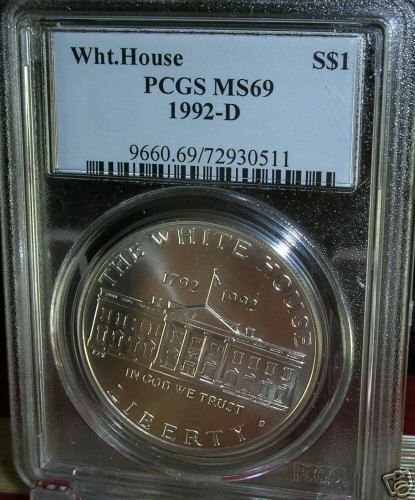 Wht.House S$1
PCGS MS69
1992-D
9660.69/72930511
THE WHITE HOUSE
1792 1992
IN GOD WE TRUST
D
LIBERTY
PCGS